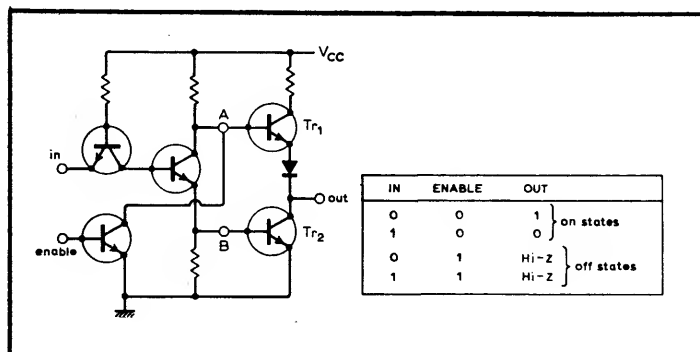 VCC
A
Tr1
in
out
B
Tr2
enable
IN ENABLE OUT
0 0 1
1 0 0
on states
0 1 Hi-Z
1 1 Hi-Z
off states